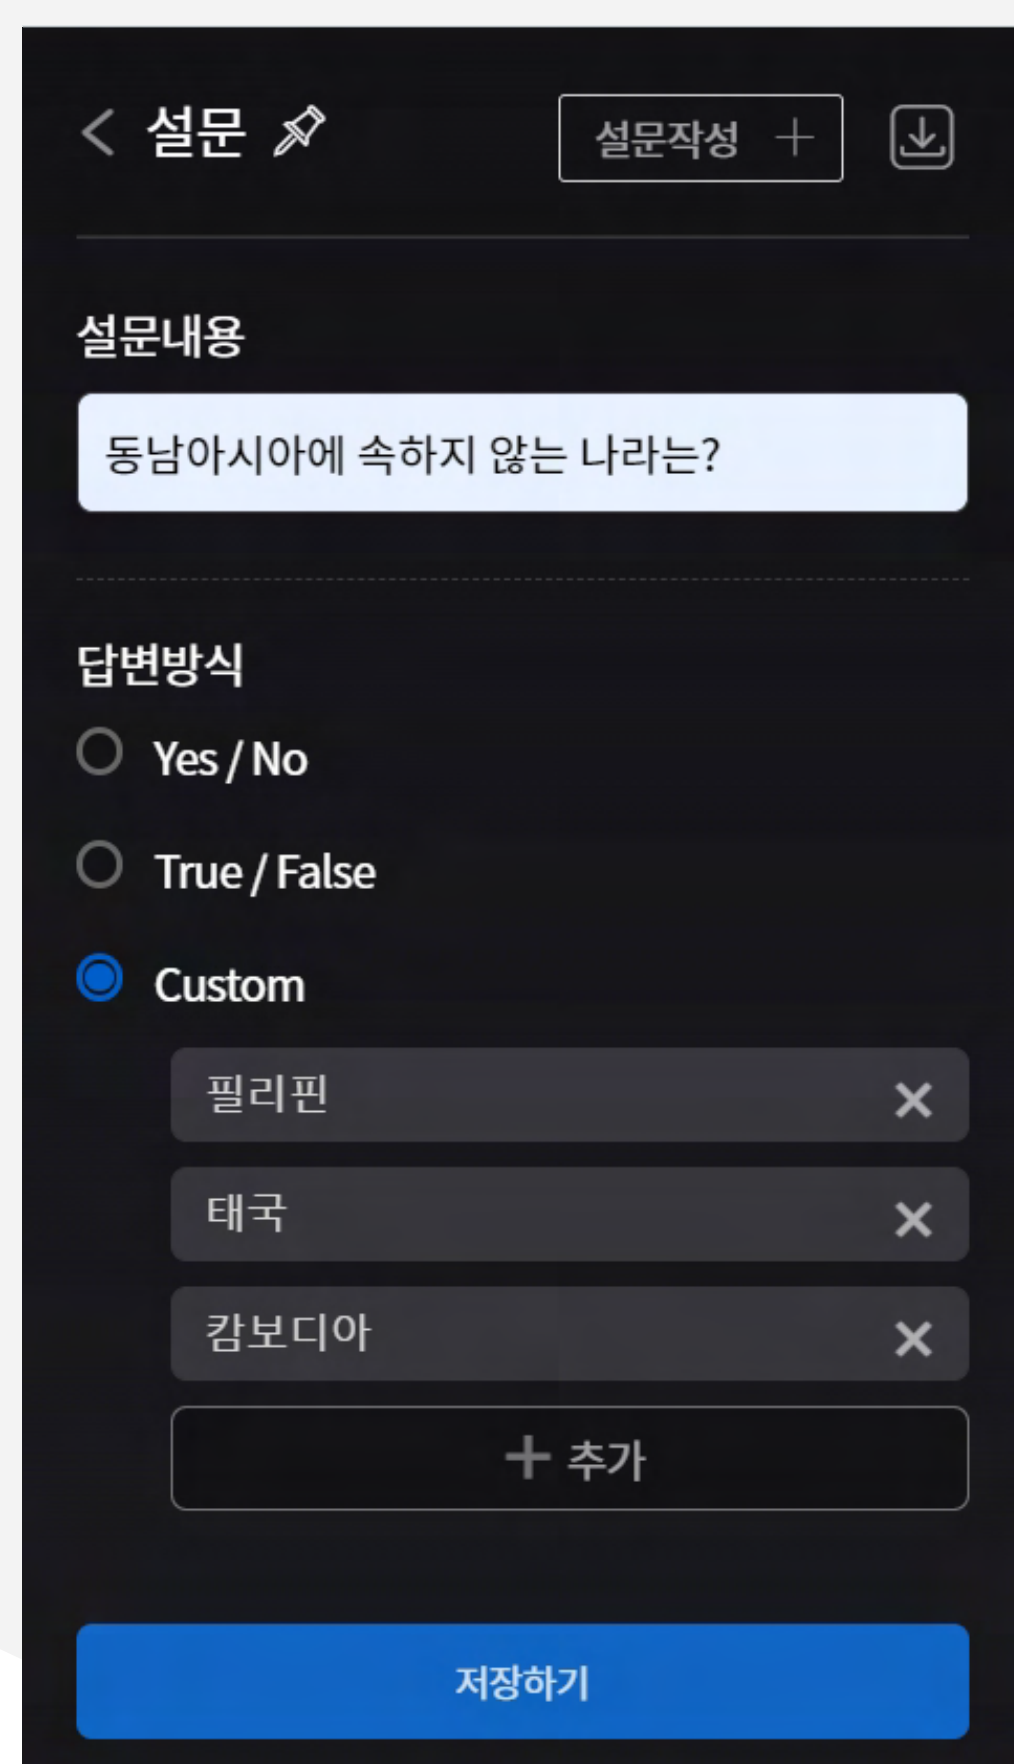 설문
설문작성
설문내용
동남아시아에 속하지 않는 나라는?
답변방식
Yes / No
True / False
Custom
필리핀
태국
캄보디아
추가
저장하기